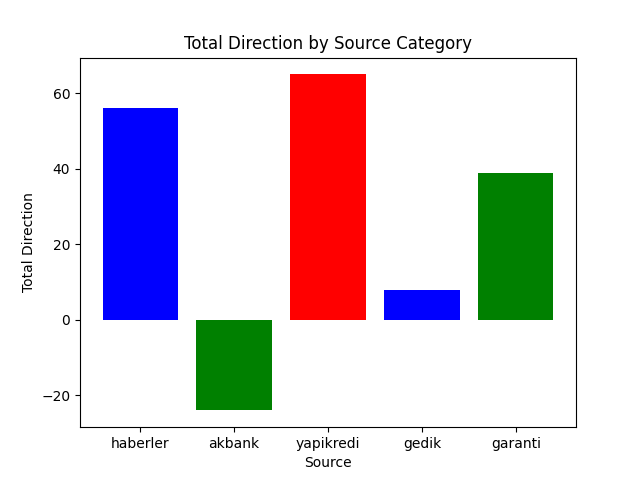 Total Direction by Source Category
Total Direction
60
40
20
0
−20
haberler
akbank
yapikredi
gedik
garanti
Source